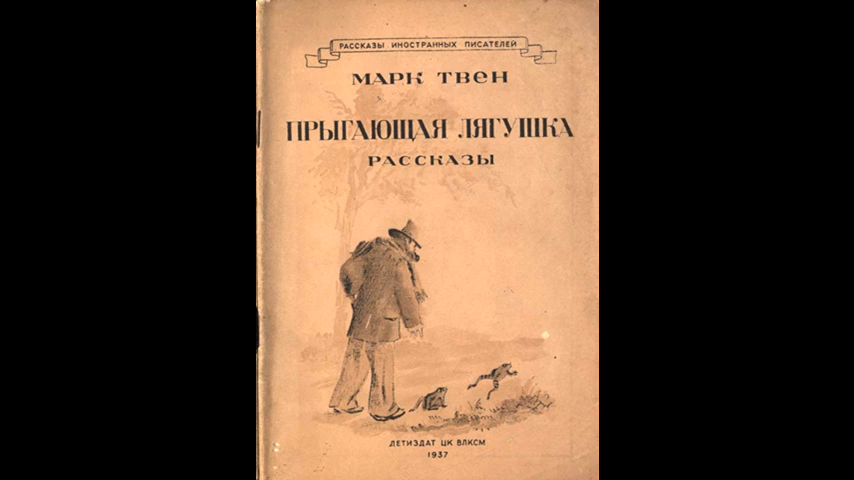 РАССКАЗЫ ИНОСТРАННЫХ ПИСАТЕЛЕЙ
МАРК ТВЕН
ПРЫГАЮЩАЯ ЛЯГУШКА
РАССКАЗЫ
ДЕТИЗДАТ ЦК ВЛКСМ
1937